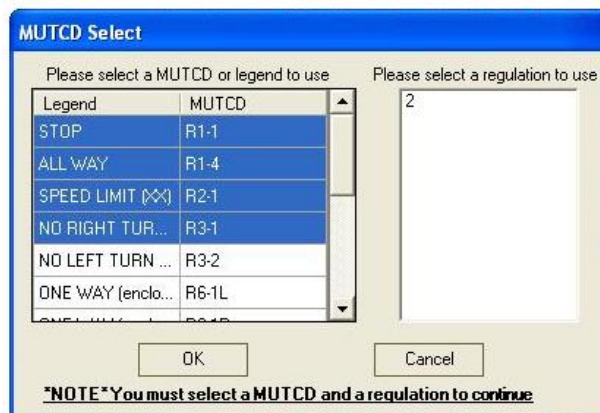 MUTCD Select
Please select a MUTCD or legend to use
Please select a regulation to use
Legend MUTCD
STOP R1-1
ALL WAY R1-4
SPEED LIMIT (XX) R2-1
NO RIGHT TUR... R3-1
NO LEFT TURN ... R3-2
ONE WAY (enclo... R6-1L
2
OK
Cancel
*NOTE* You must select a MUTCD and a regulation to continue